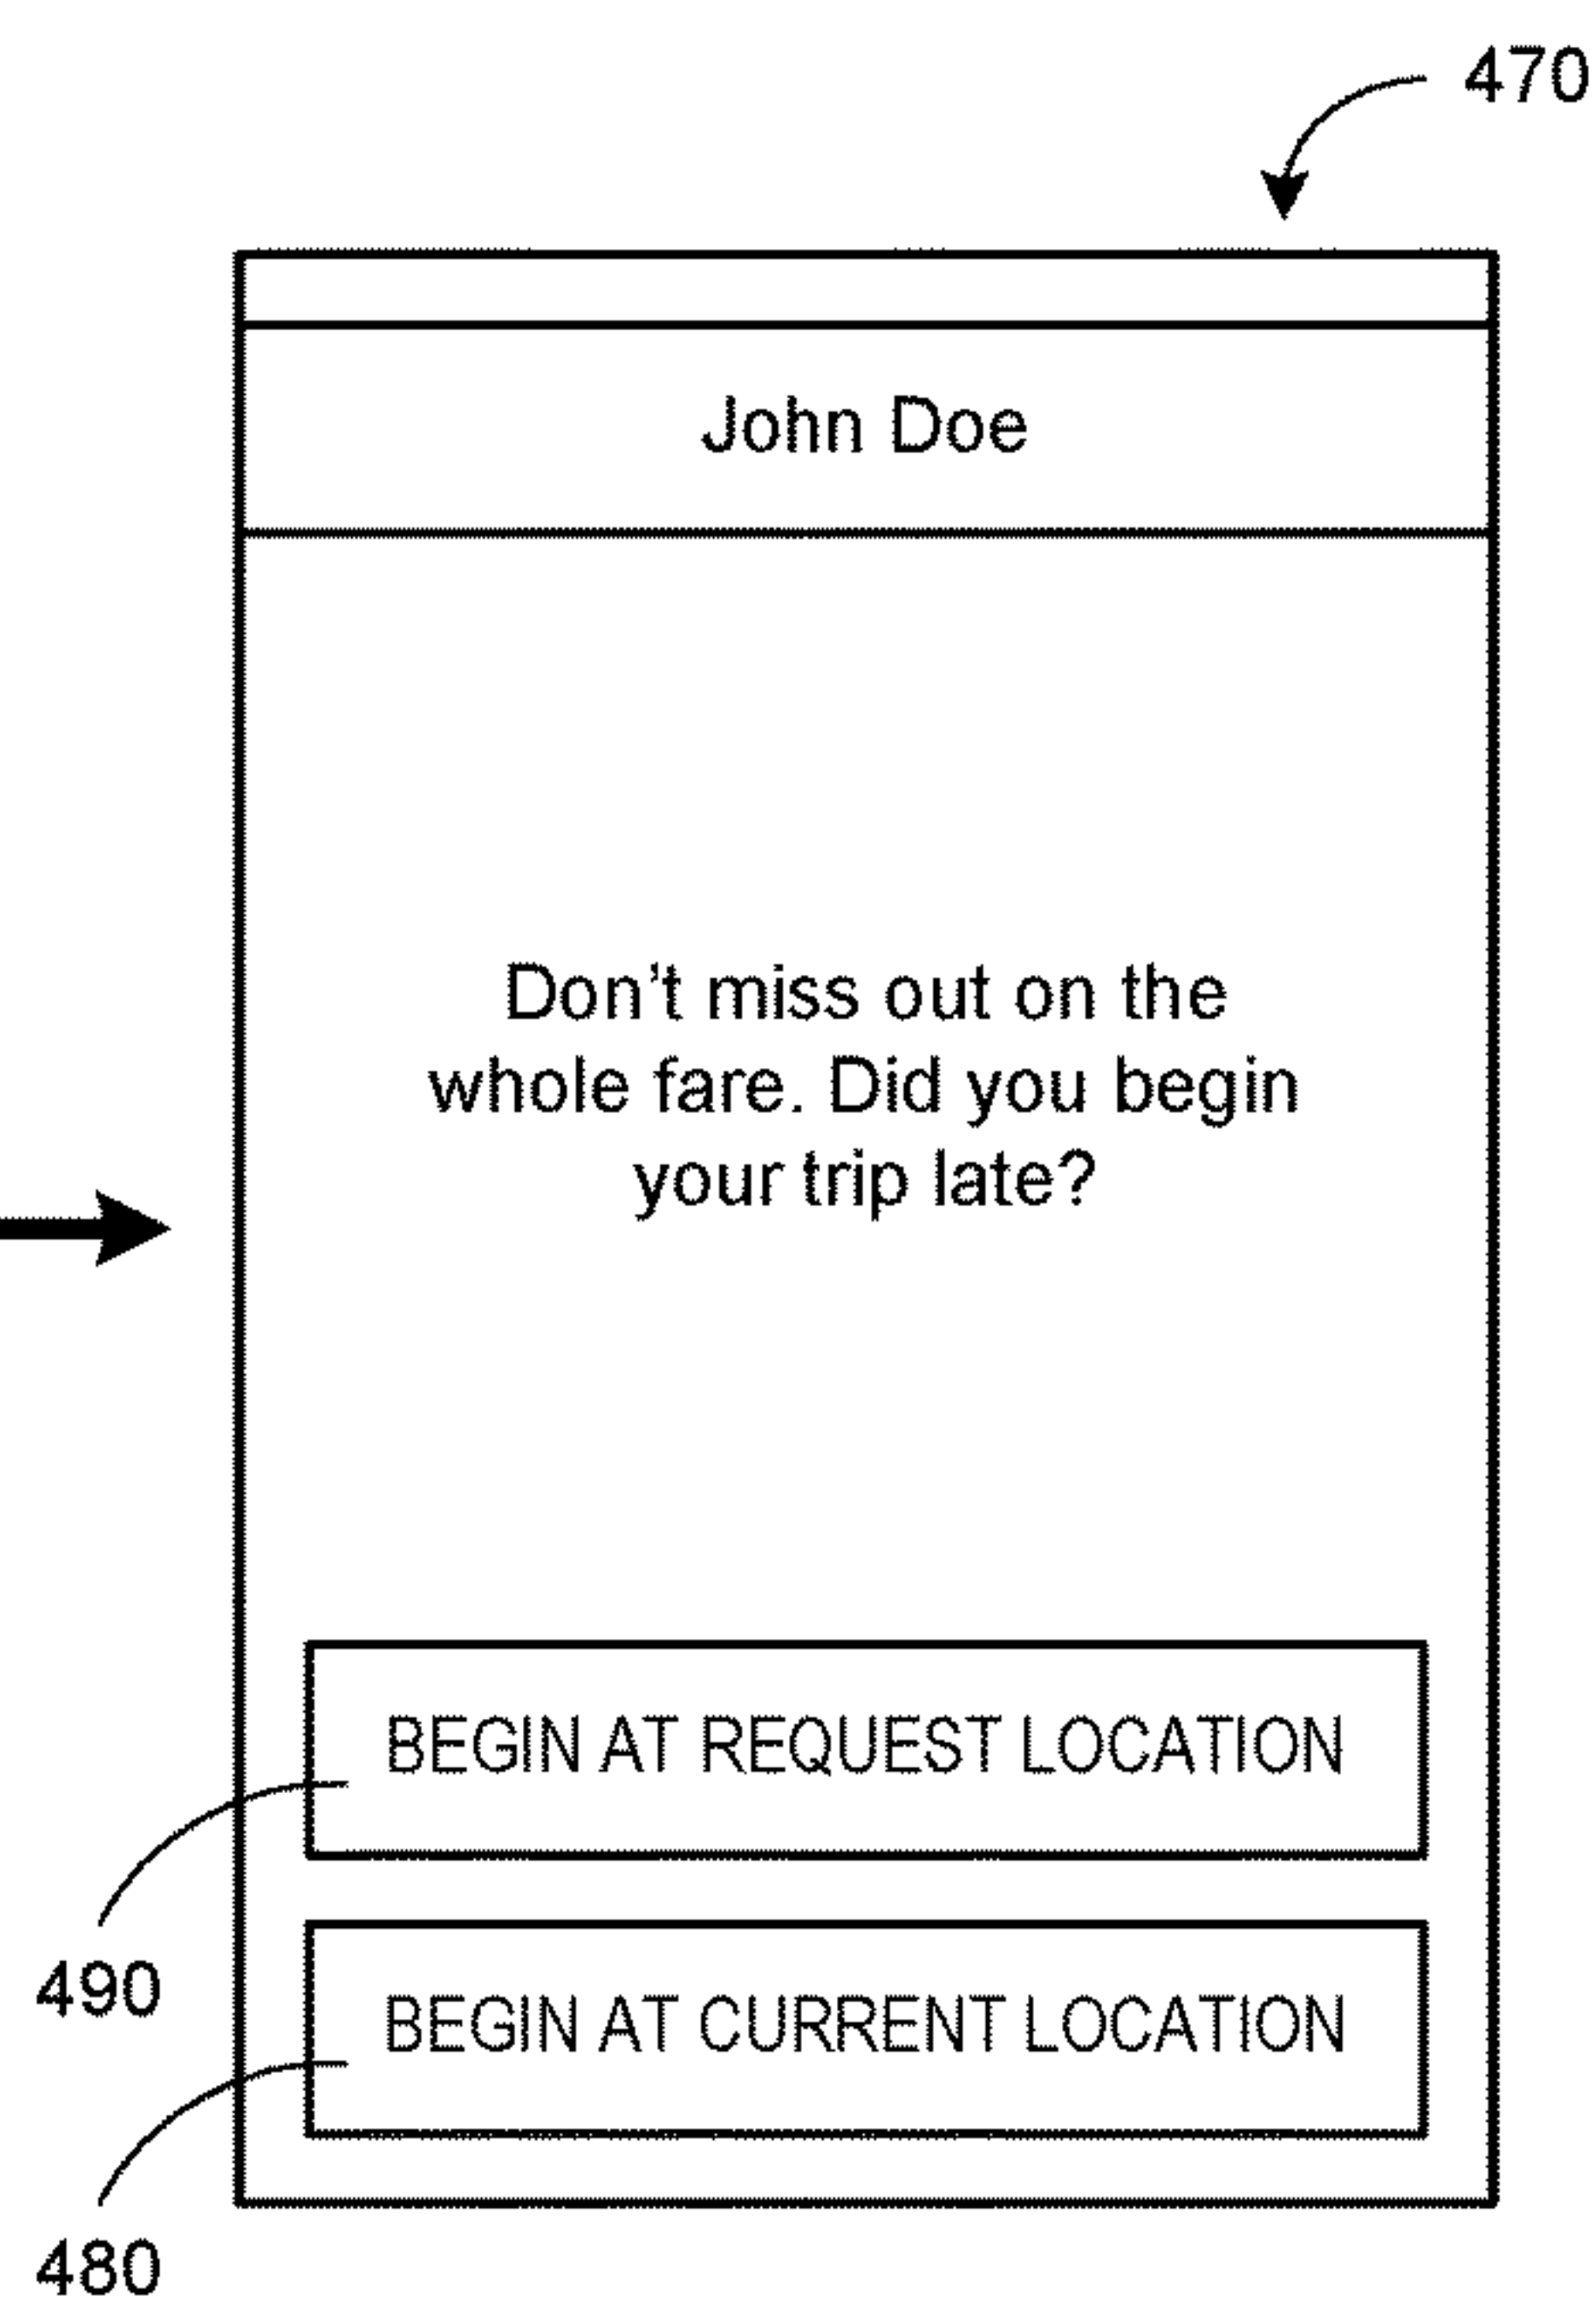 470
John Doe
Don't miss out on the
whole fare. Did you begin
your trip late?
BEGIN AT REQUEST LOCATION
490
BEGIN AT CURRENT LOCATION
480